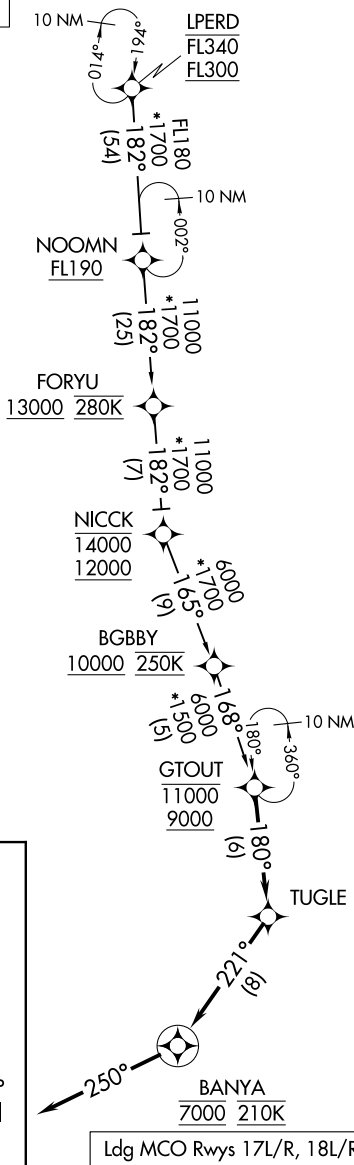 10 NM
014°
194°
LPERD
FL340
FL300
FL180
*1700
182°
(54)
10 NM
002°
NOOMN
FL190
11000
*1700
182°
(25)
FORYU
13000 280K
11000
*1700
182°
(7)
NICCK
14000
12000
6000
*1700
165°
(9)
BGBBY
10000 250K
6000
*1500
168°
(5)
10 NM
180°
360°
GTOUT
11000
9000
180°
(6)
TUGLE
221°
(8)
250°
BANYA
7000 210K
Ldg MCO Rwys 17L/R, 18L/R